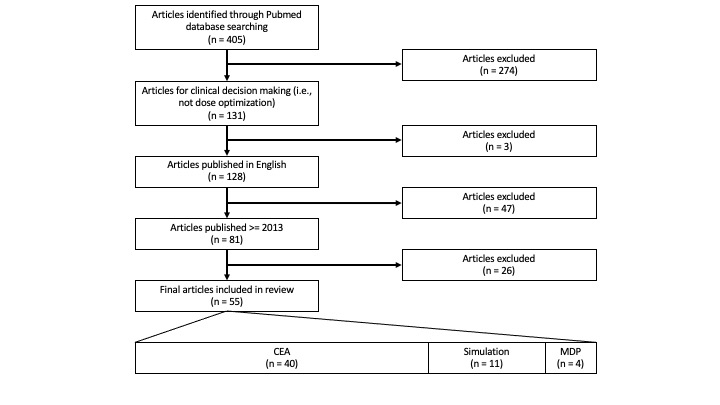 Articles identified through Pubmed
database searching
(n = 405)
Articles excluded
(n = 274)
Articles for clinical decision making (i.e.,
not dose optimization)
(n = 131)
Articles excluded
(n = 3)
Articles published in English
(n = 128)
Articles excluded
(n = 47)
Articles published >= 2013
(n = 81)
Articles excluded
(n = 26)
Final articles included in review
(n = 55)
CEA
(n = 40)
Simulation
(n = 11)
MDP
(n = 4)